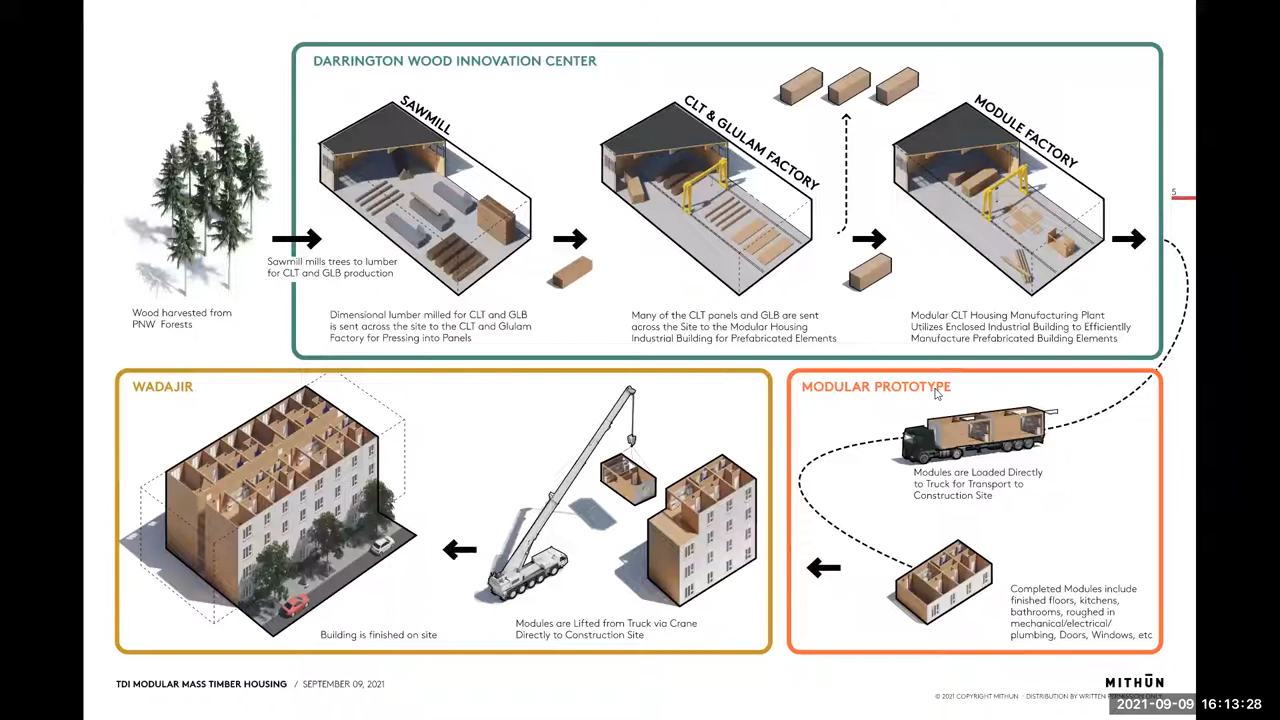 DARRINGTON WOOD INNOVATION CENTER
SAWMILL
CLT & GLULAM FACTORY
MODULE FACTORY
5
Sawmill mills trees to lumber
for CLT and GLB production
Wood harvested from
PNW Forests
Dimensional lumber milled for CLT and GLB
is sent across the site to the CLT and Glulam
Factory for Pressing into Panels
Many of the CLT panels and GLB are sent
across the Site to the Modular Housing
Industrial Building for Prefabricated Elements
Modular CLT Housing Manufacturing Plant
Utilizes Enclosed Industrial Building to Efficientlly
Manufacture Prefabricated Building Elements
WADAJIR
Building is finished on site
Modules are Lifted from Truck via Crane
Directly to Construction Site
MODULAR PROTOTYPE
Modules are Loaded Directly
to Truck for Transport to
Construction Site
Completed Modules include
finished floors, kitchens,
bathrooms, roughed in
mechanical/electrical/
plumbing, Doors, Windows, etc
TDI MODULAR MASS TIMBER HOUSING / SEPTEMBER 09, 2021
MITHŪN
© 2021 COPYRIGHT MITHUN - DISTRIBUTION BY WRITTEN PERMISSION ONLY
2021-09-09 16:13:28